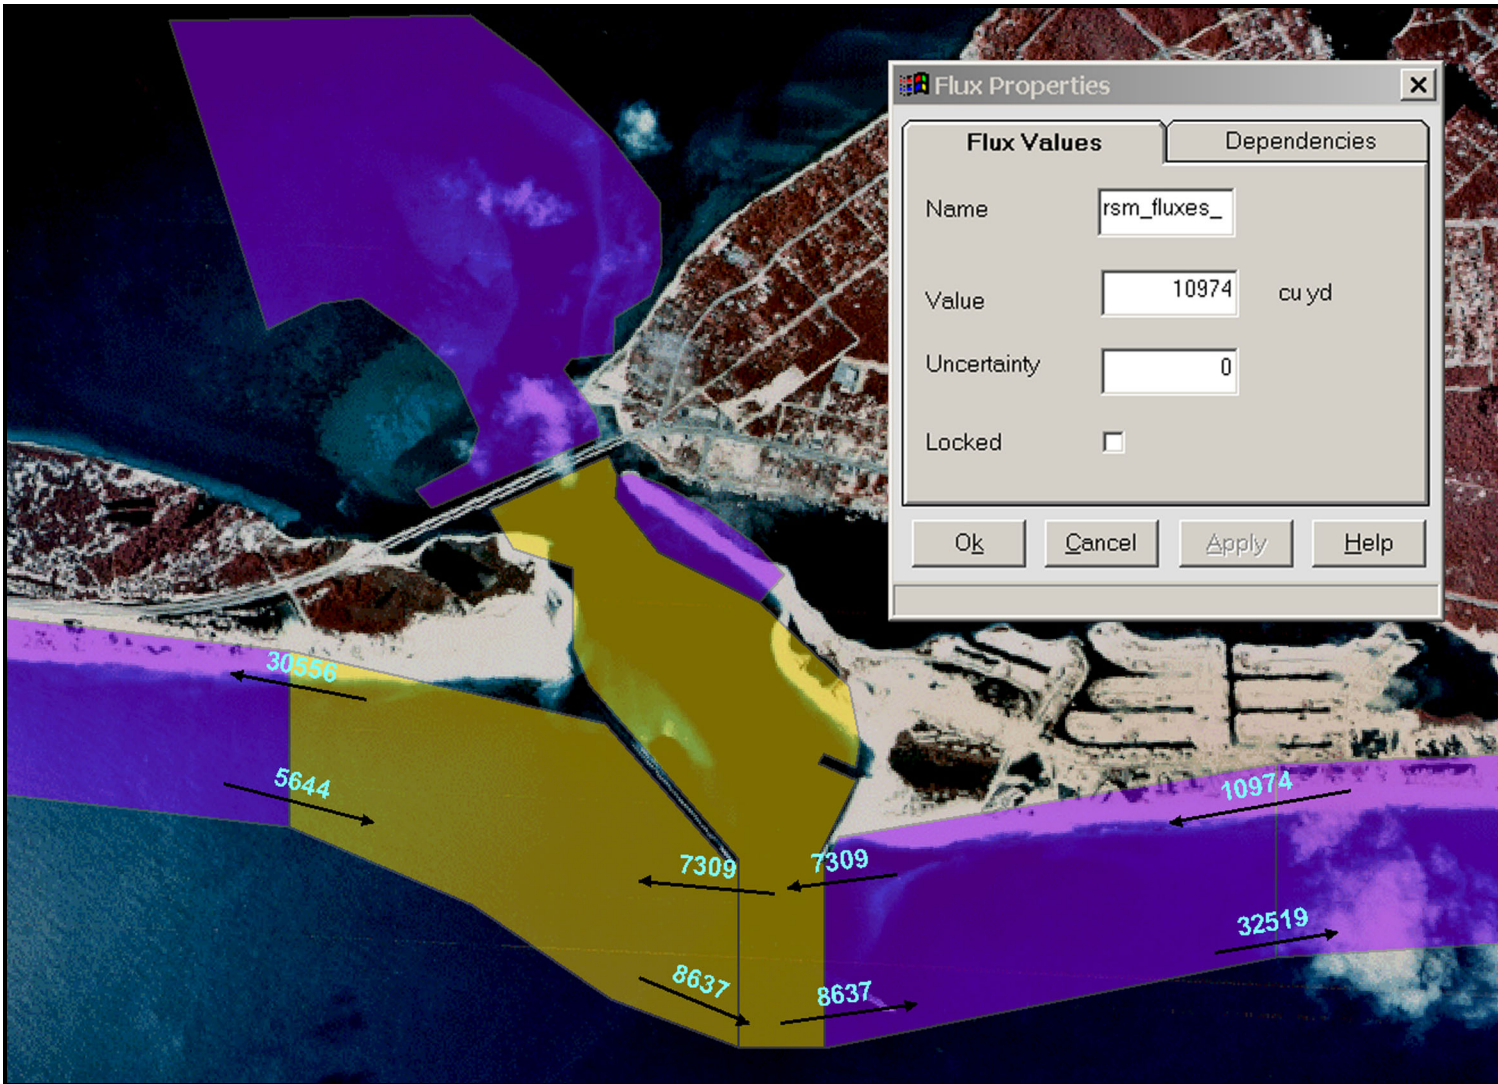 Flux Properties
Flux Values
Dependencies
Name
rsm_fluxes_
Value
10974
cu yd
Uncertainty
0
Locked
Ok
Cancel
Apply
Help
30556
5644
7309
7309
10974
8637
8637
32519